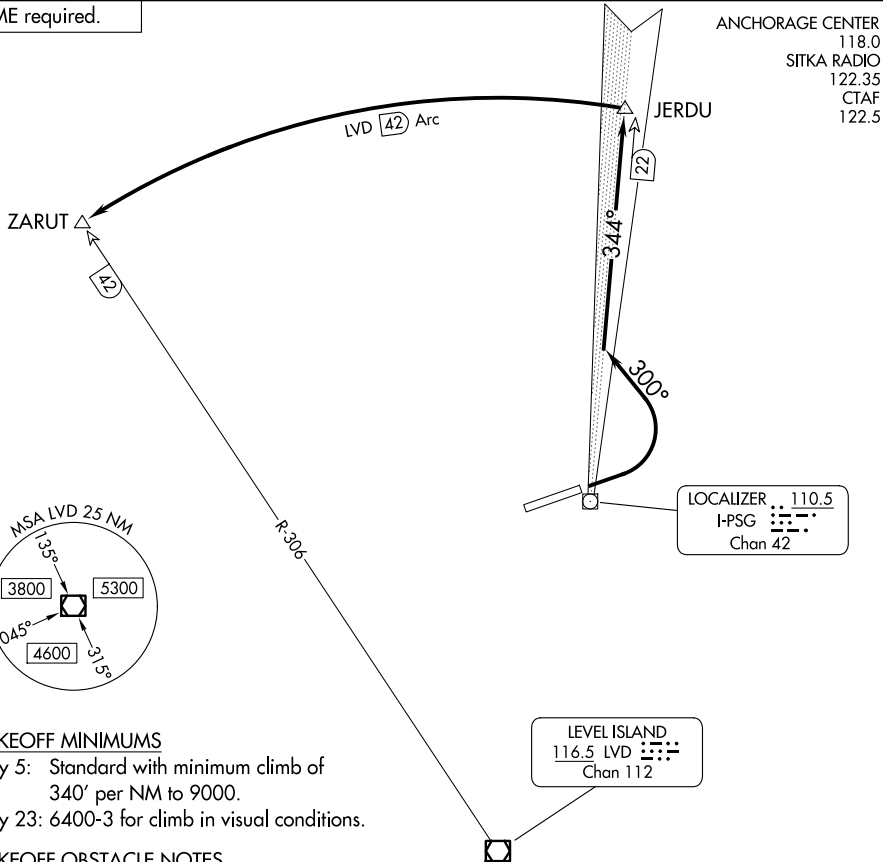 ME required.
ANCHORAGE CENTER
118.0
SITKA RADIO
122.35
CTAF
122.5
JERDU
LVD 42 Arc
22
ZARUT
344°
42
300°
LOCALIZER 110.5
I-PSG
Chan 42
R-306
MSA LVD 25 NM
135°
3800
5300
045°
4600
315°
LEVEL ISLAND
116.5 LVD
Chan 112
KEOFF MINIMUMS
y 5: Standard with minimum climb of
340' per NM to 9000.
y 23: 6400-3 for climb in visual conditions.
KEOFF OBSTACLE NOTES